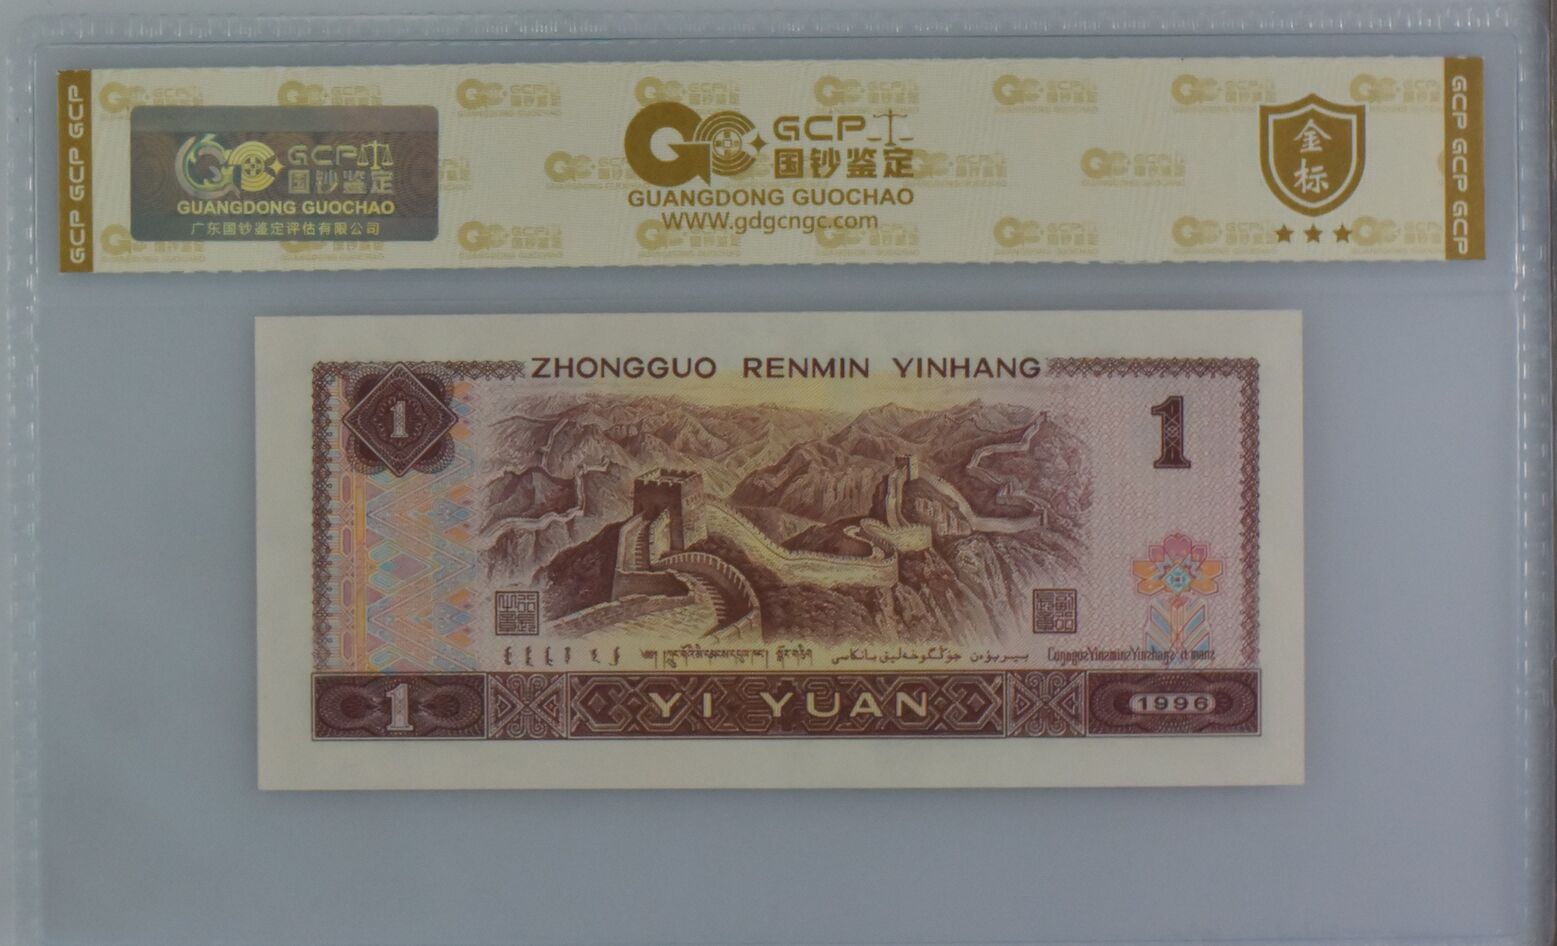 GCP GCP
GCP
国钞鉴定
GUANGDONG GUOCHAO
广东国钞鉴定评估有限公司
GCP
国钞鉴定
GUANGDONG GUOCHAO
WWW.gdgcngc.com
金
标
GCP GCP GCP
ZHONGGUO RENMIN YINHANG
1
1
1
YI YUAN
1996